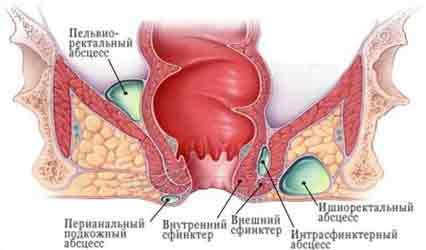 Пельвио-
ректальный
абсцесс
Перианальный
подкожный
абсцесс
Внутренний
сфинктер
Внешний
сфинктер
Ишиоректальный
абсцесс
Интрасфинктерный
абсцесс